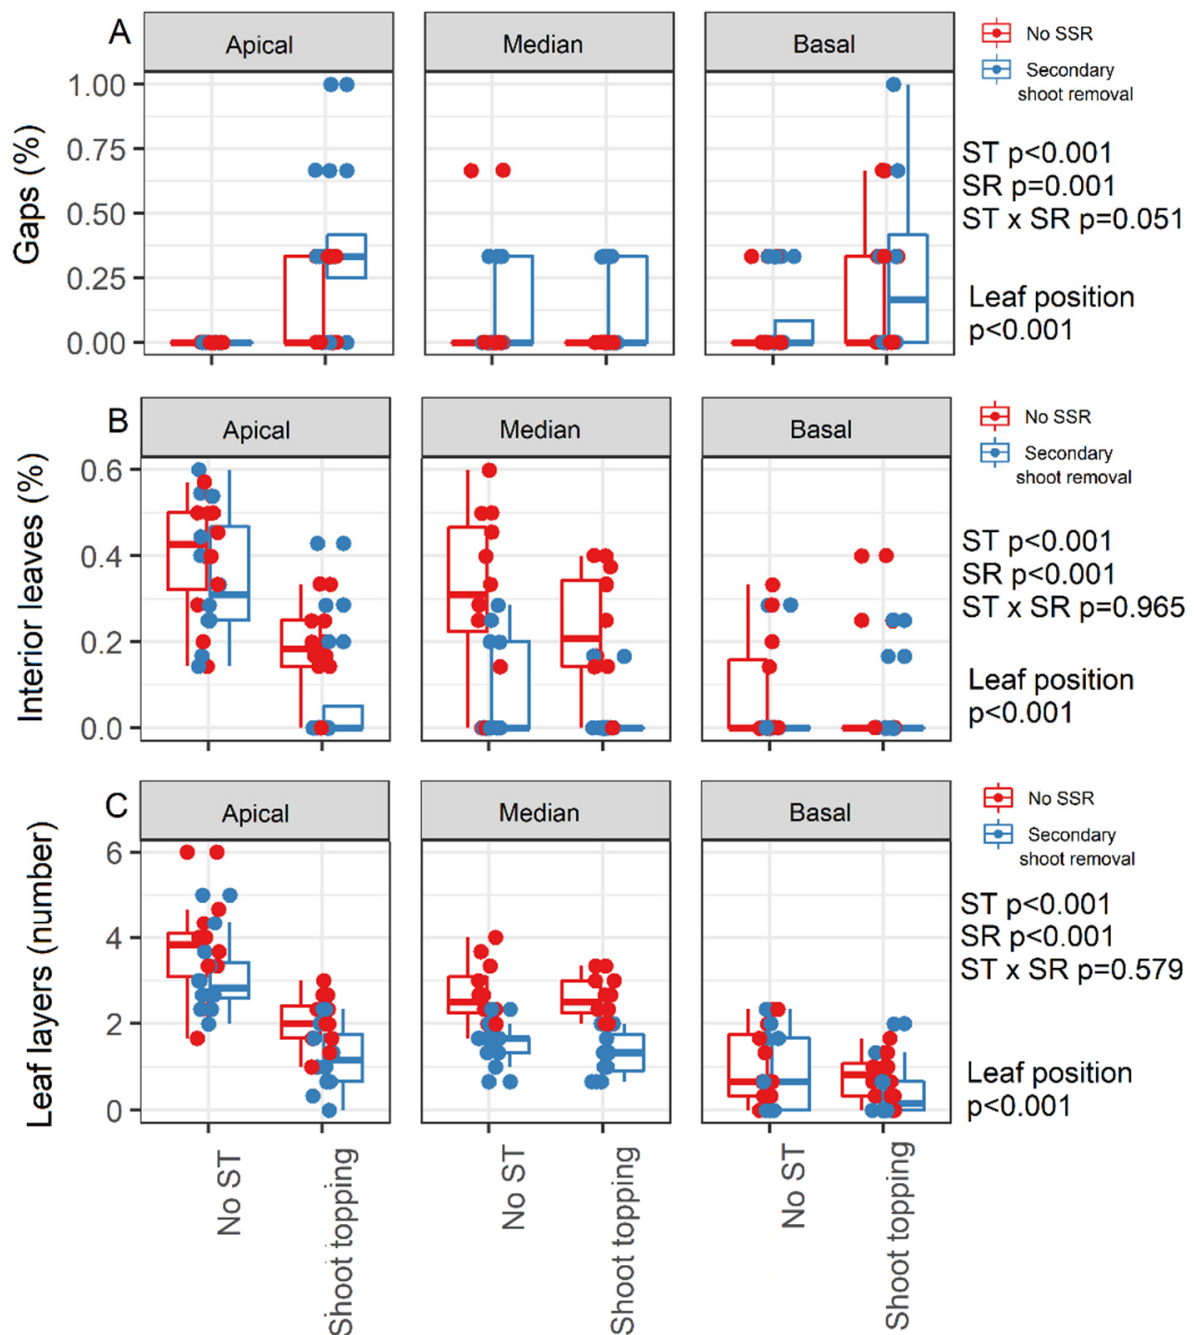 A
Apical
Median
Basal
No SSR
Secondary
shoot removal
Gaps (%)
1.00
0.75
0.50
0.25
0.00
ST p<0.001
SR p=0.001
ST x SR p=0.051
Leaf position
p<0.001
B
Apical
Median
Basal
No SSR
Secondary
shoot removal
Interior leaves (%)
0.6
0.4
0.2
0.0
ST p<0.001
SR p<0.001
ST x SR p=0.965
Leaf position
p<0.001
C
Apical
Median
Basal
No SSR
Secondary
shoot removal
Leaf layers (number)
6
4
2
0
ST p<0.001
SR p<0.001
ST x SR p=0.579
Leaf position
p<0.001
No ST
Shoot topping
No ST
Shoot topping
No ST
Shoot topping